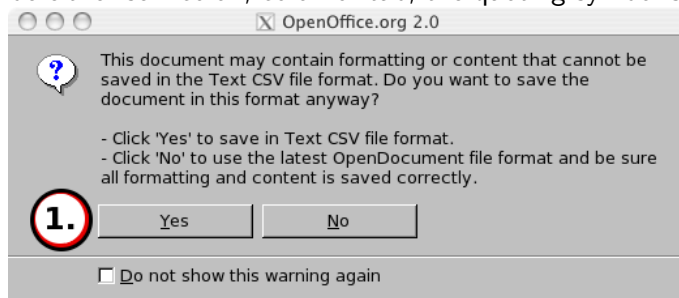 OpenOffice.org 2.0
This document may contain formatting or content that cannot be
saved in the Text CSV file format. Do you want to save the
document in this format anyway?
- Click 'Yes' to save in Text CSV file format.
- Click 'No' to use the latest OpenDocument file format and be sure
all formatting and content is saved correctly.
1. Yes No
Do not show this warning again